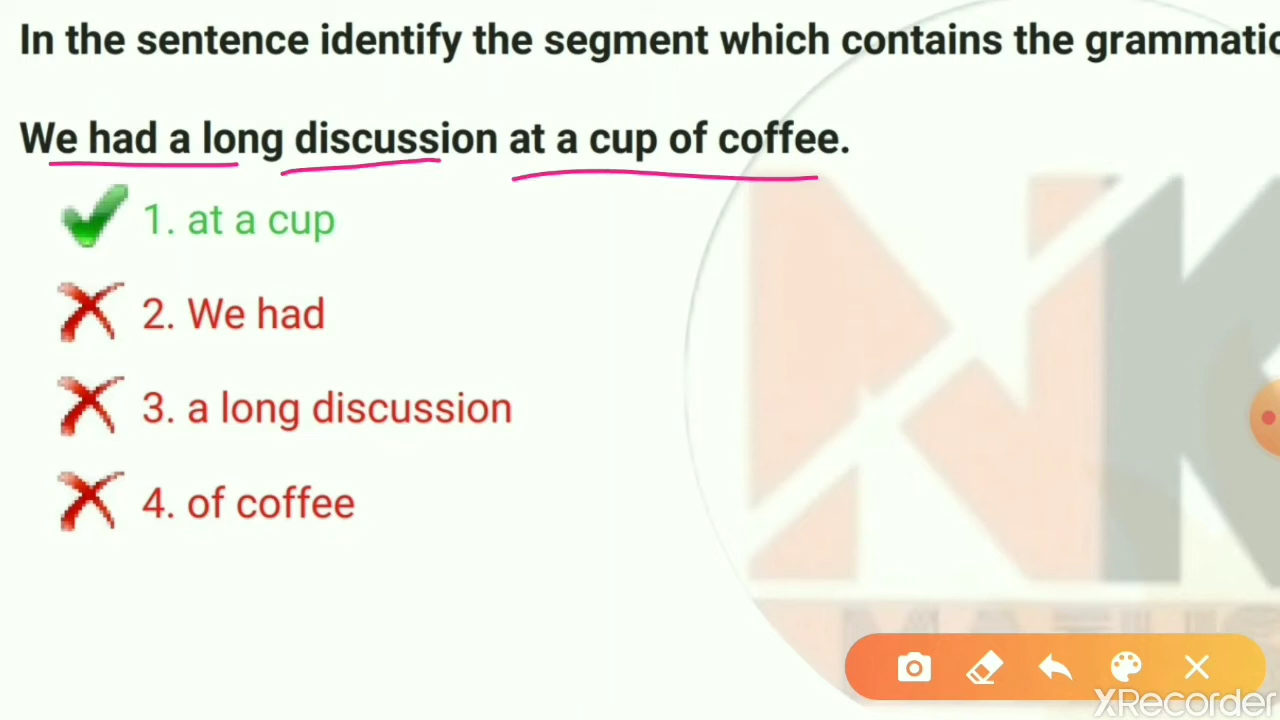 In the sentence identify the segment which contains the grammatic
We had a long discussion at a cup of coffee.
1. at a cup
2. We had
3. a long discussion
4. of coffee
XRecorder